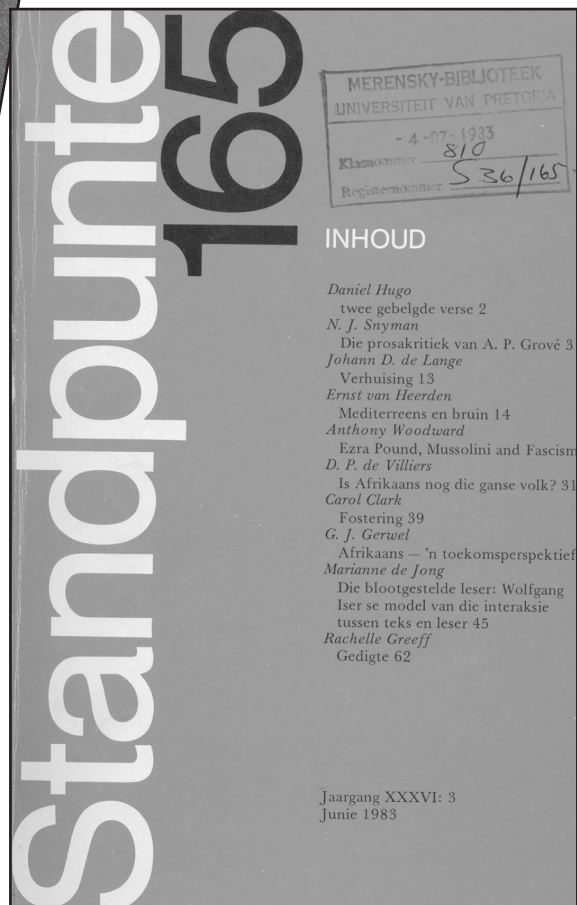 Standpunte
165
MERENSKY-BIBLIOTEEK
UNIVERSITEIT VAN PRETORIA
- 4 -07- 1983
Klasnommer 810
Registernommer S36/165
INHOUD
Daniel Hugo
twee gebelgde verse 2
N. J. Snyman
Die prosakritiek van A. P. Grové 3
Johann D. de Lange
Verhuising 13
Ernst van Heerden
Mediterreens en bruin 14
Anthony Woodward
Ezra Pound, Mussolini and Fascism
D. P. de Villiers
Is Afrikaans nog die ganse volk? 31
Carol Clark
Fostering 39
G. J. Gerwel
Afrikaans — 'n toekomsperspektief
Marianne de Jong
Die blootgestelde leser: Wolfgang
Iser se model van die interaksie
tussen teks en leser 45
Rachelle Greeff
Gedigte 62
Jaargang XXXVI: 3
Junie 1983